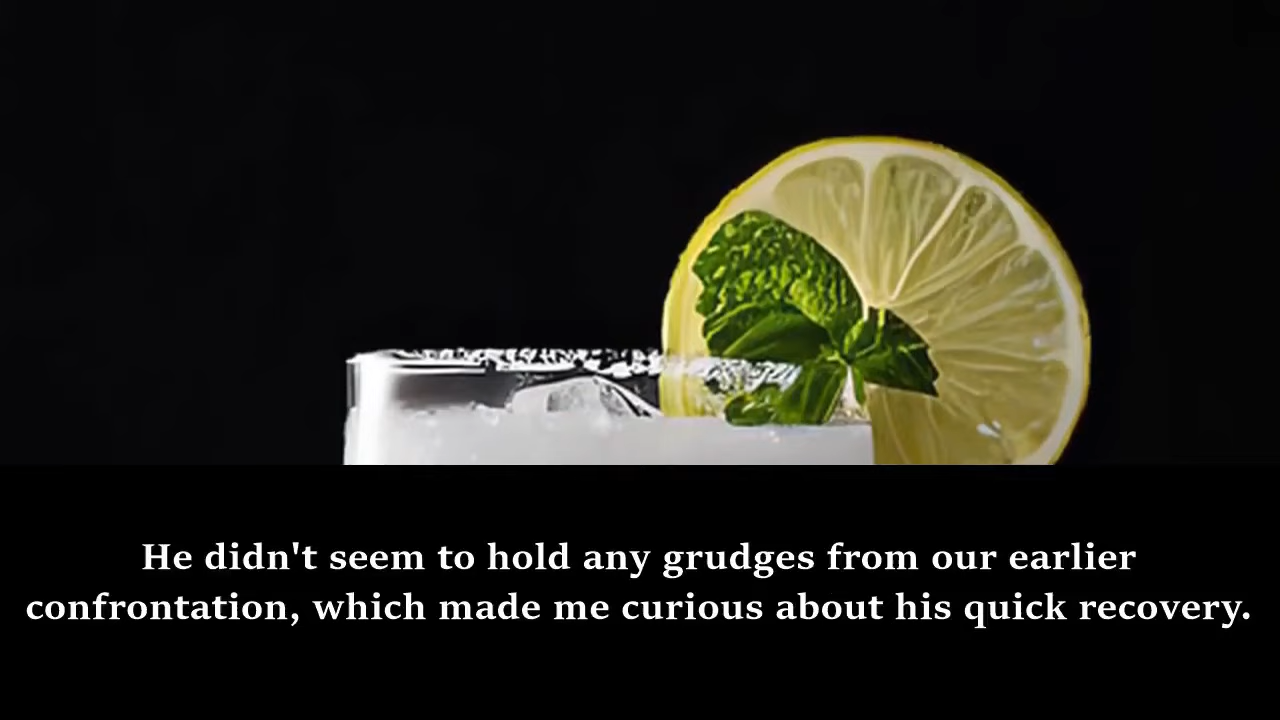 He didn't seem to hold any grudges from our earlier
confrontation, which made me curious about his quick recovery.